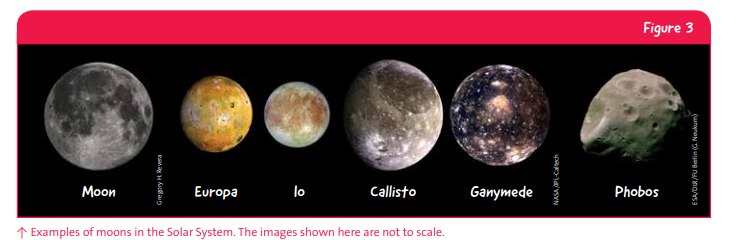 Figure 3
Gregory H. Revera
NASA/JPL-Caltech
ESA/DLR/FU Berlin (G. Neukum)
Moon Europa Io Callisto Ganymede Phobos
↑ Examples of moons in the Solar System. The images shown here are not to scale.